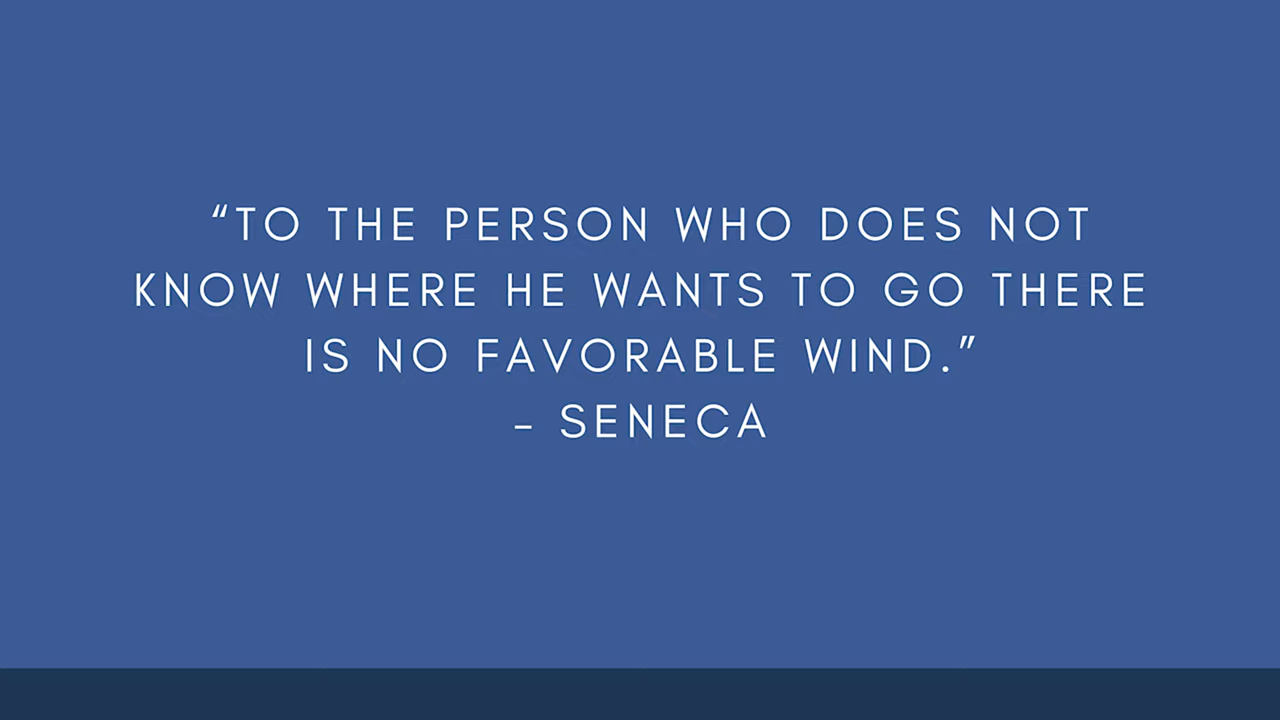 “TO THE PERSON WHO DOES NOT
KNOW WHERE HE WANTS TO GO THERE
IS NO FAVORABLE WIND.”
– SENECA